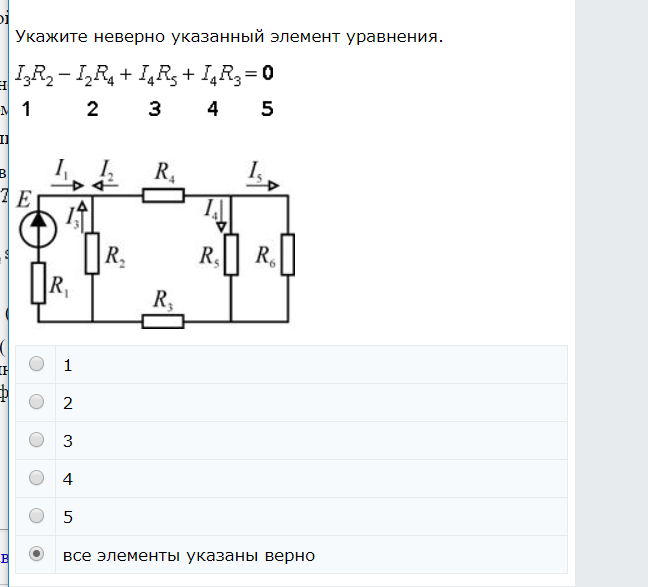 Укажите неверно указанный элемент уравнения.
I₃R₂ − I₂R₄ + I₄R₅ + I₄R₃ = 0
1 2 3 4 5
I₁ I₂ R₄ I₅
E I₃ I₄
R₂ R₅ R₆
R₁ R₃
1
2
3
4
5
все элементы указаны верно